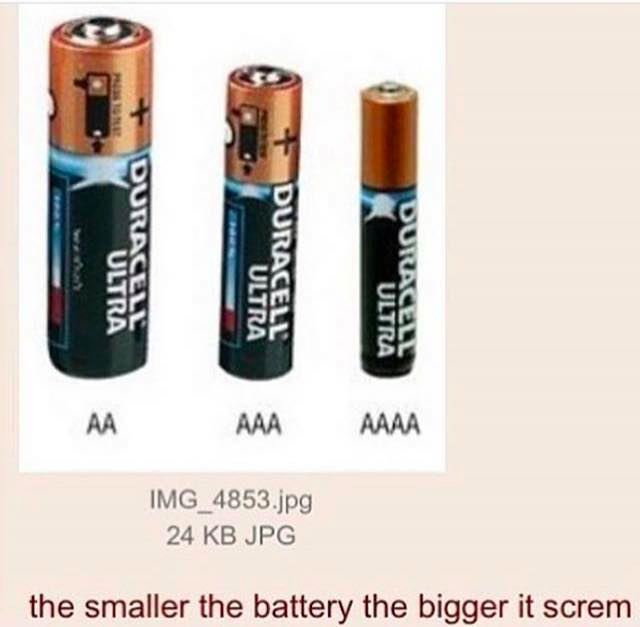 +
DURACELL
ULTRA
+
DURACELL
ULTRA
DURACELL
ULTRA
AA
AAA
AAAA
IMG_4853.jpg
24 KB JPG
the smaller the battery the bigger it screm